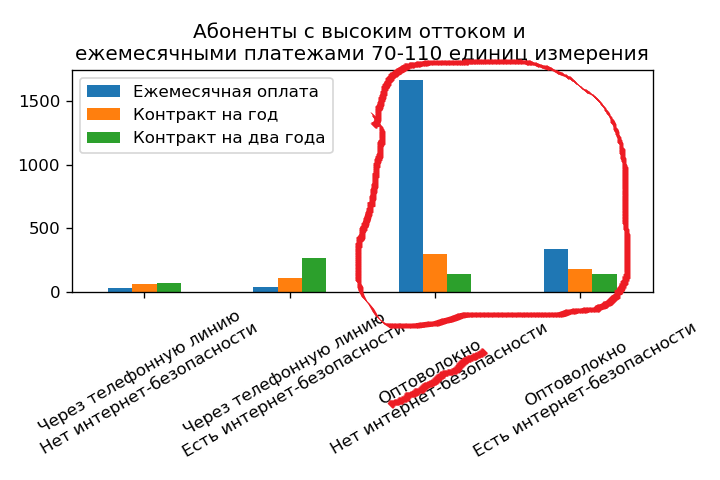 Абоненты с высоким оттоком и
ежемесячными платежами 70-110 единиц измерения
Ежемесячная оплата
Контракт на год
Контракт на два года
1500
1000
500
0
Через телефонную линию
Нет интернет-безопасности
Через телефонную линию
Есть интернет-безопасности
Оптоволокно
Нет интернет-безопасности
Оптоволокно
Есть интернет-безопасности